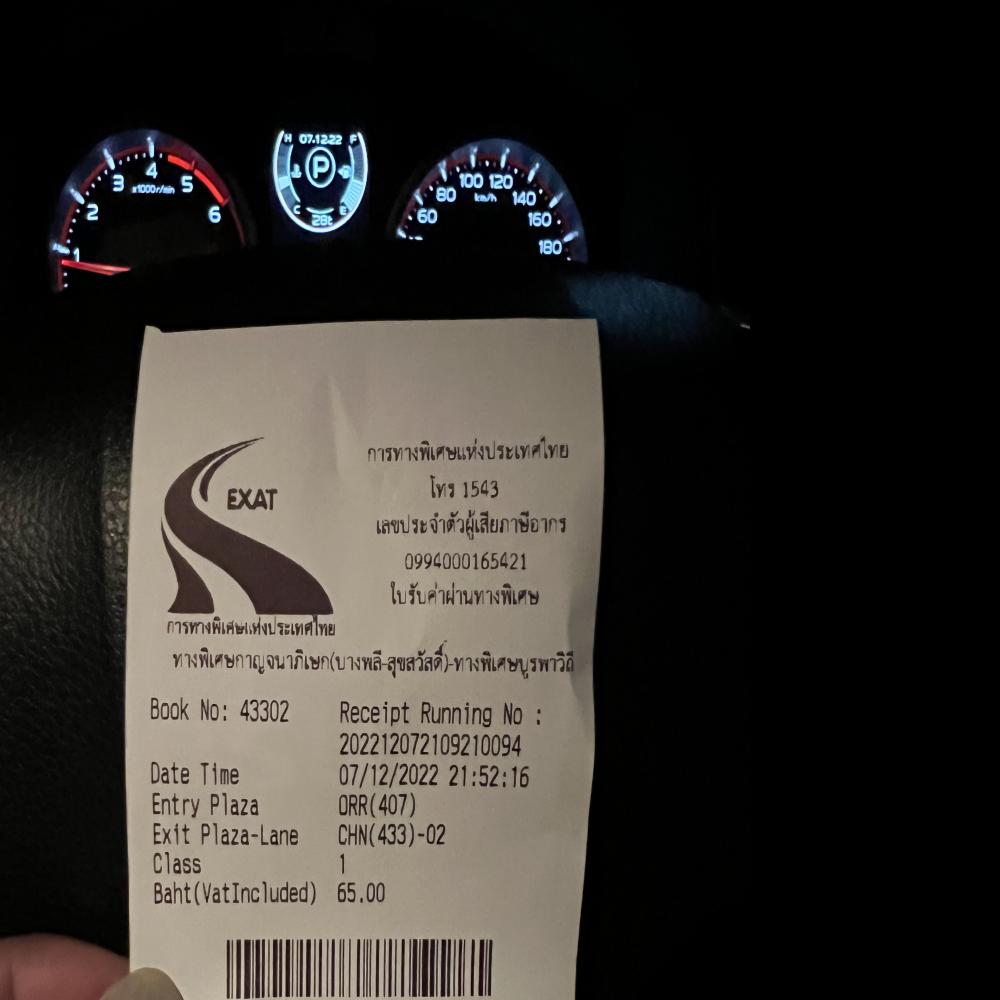 H 07.12.22 F
P
C 28t E
1 2 3 4 5 6
x1000r/min
60 80 100 120 140 160 180
km/h
EXAT
การทางพิเศษแห่งประเทศไทย
การทางพิเศษแห่งประเทศไทย
โทร 1543
เลขประจำตัวผู้เสียภาษีอากร
0994000165421
ใบรับค่าผ่านทางพิเศษ
ทางพิเศษกาญจนาภิเษก(บางพลี-สุขสวัสดิ์)-ทางพิเศษบูรพาวิถี
Book No: 43302 Receipt Running No :
202212072109210094
Date Time 07/12/2022 21:52:16
Entry Plaza ORR(407)
Exit Plaza-Lane CHN(433)-02
Class 1
Baht(VatIncluded) 65.00